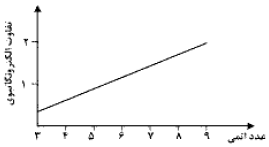 تفاوت الکترونگاتیوی
۲
۱
۳ ۴ ۵ ۶ ۷ ۸ ۹
عدد اتمی